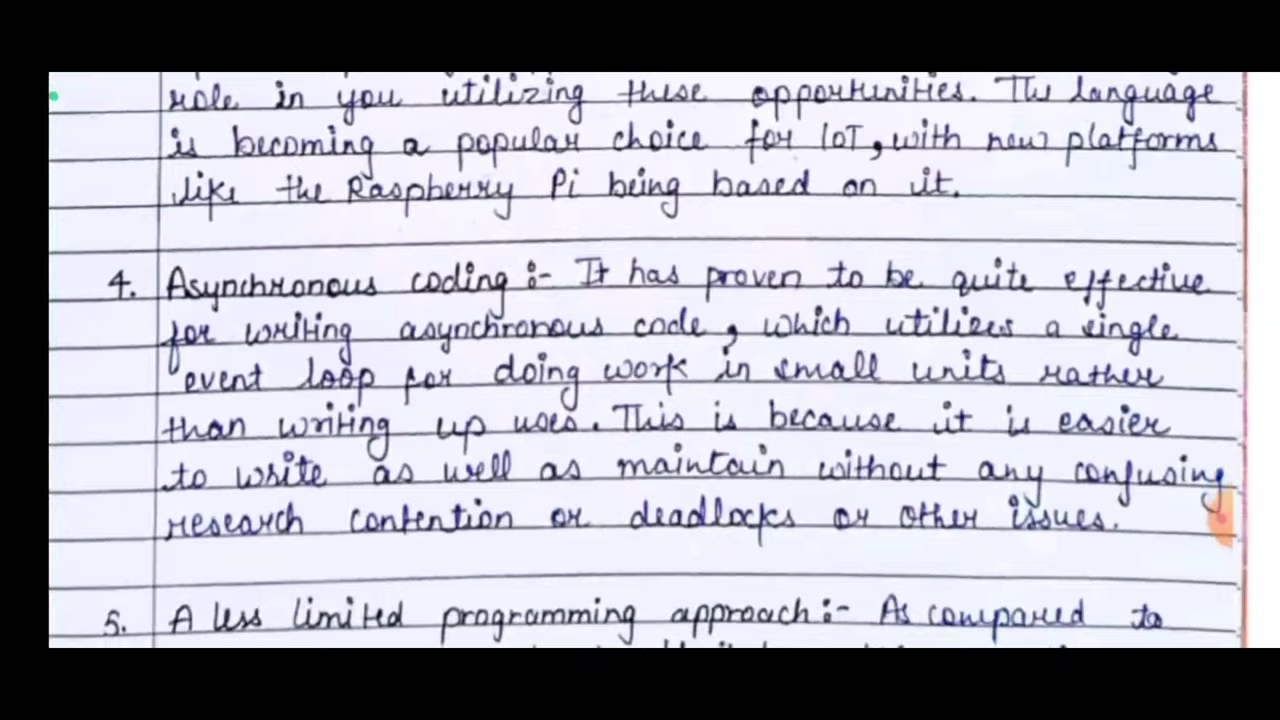 role in you utilizing these opportunities. The language
is becoming a popular choice for IoT, with new platforms
like the Raspberry Pi being based on it.
4. Asynchronous coding :- It has proven to be quite effective
for writing asynchronous code, which utilizes a single
event loop for doing work in small units rather
than writing up uses. This is because it is easier
to write as well as maintain without any confusing
research contention or deadlocks or other issues.
5. A less limited programming approach :- As compared to